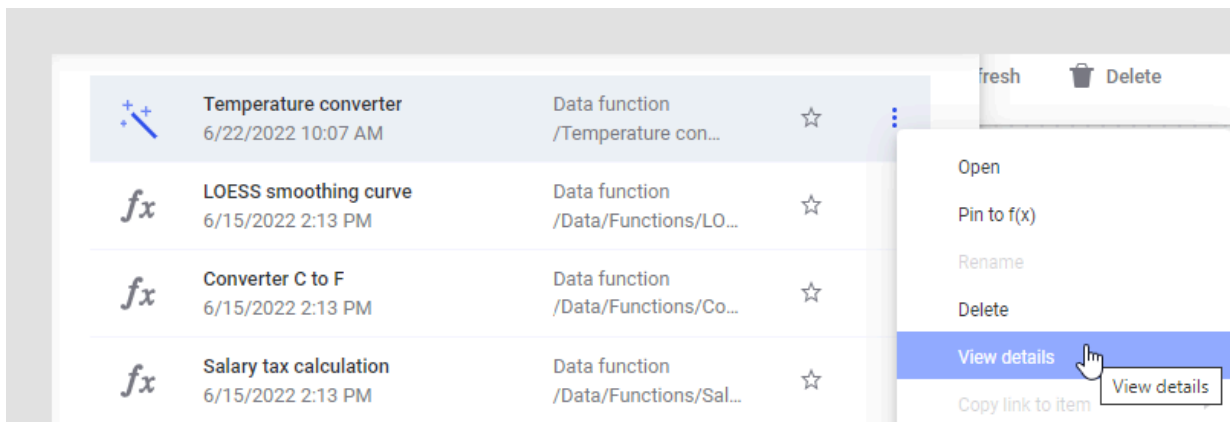 fresh
Delete
Temperature converter
Data function
6/22/2022 10:07 AM
/Temperature con...
LOESS smoothing curve
Data function
6/15/2022 2:13 PM
/Data/Functions/LO...
Converter C to F
Data function
6/15/2022 2:13 PM
/Data/Functions/Co...
Salary tax calculation
Data function
6/15/2022 2:13 PM
/Data/Functions/Sal...
fx
fx
fx
Open
Pin to f(x)
Rename
Delete
View details
View details
Copy link to item